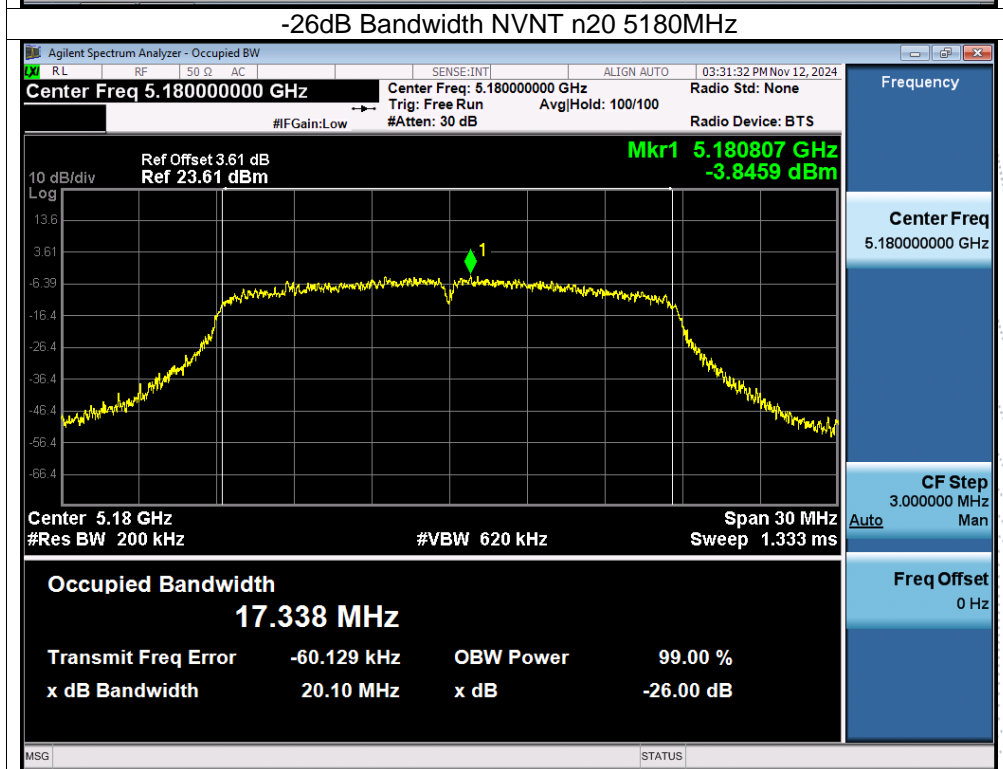 -26dB Bandwidth NVNT n20 5180MHz
Agilent Spectrum Analyzer - Occupied BW
LXI RL RF 50 Ω AC SENSE:INT ALIGN AUTO 03:31:32 PM Nov 12, 2024
Center Freq 5.180000000 GHz
Center Freq: 5.180000000 GHz
Radio Std: None
Trig: Free Run Avg|Hold: 100/100
#IFGain:Low #Atten: 30 dB Radio Device: BTS
Mkr1 5.180807 GHz
-3.8459 dBm
Ref Offset 3.61 dB
10 dB/div Ref 23.61 dBm
Log
13.6
3.61
-6.39
-16.4
-26.4
-36.4
-46.4
-56.4
-66.4
1
Center 5.18 GHz Span 30 MHz
#Res BW 200 kHz #VBW 620 kHz Sweep 1.333 ms
Occupied Bandwidth
17.338 MHz
Transmit Freq Error -60.129 kHz OBW Power 99.00 %
x dB Bandwidth 20.10 MHz x dB -26.00 dB
MSG STATUS
Frequency
Center Freq
5.180000000 GHz
CF Step
3.000000 MHz
Auto Man
Freq Offset
0 Hz